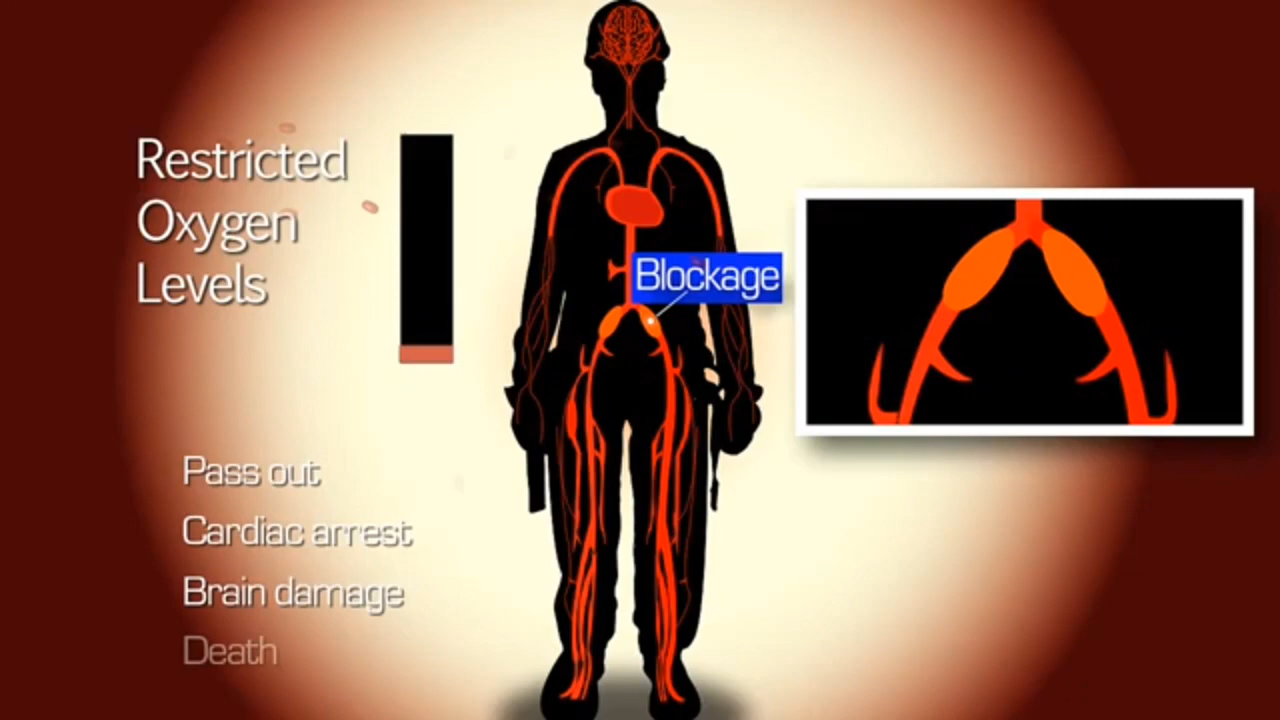 Restricted
Oxygen
Levels
Blockage
Pass out
Cardiac arrest
Brain damage
Death